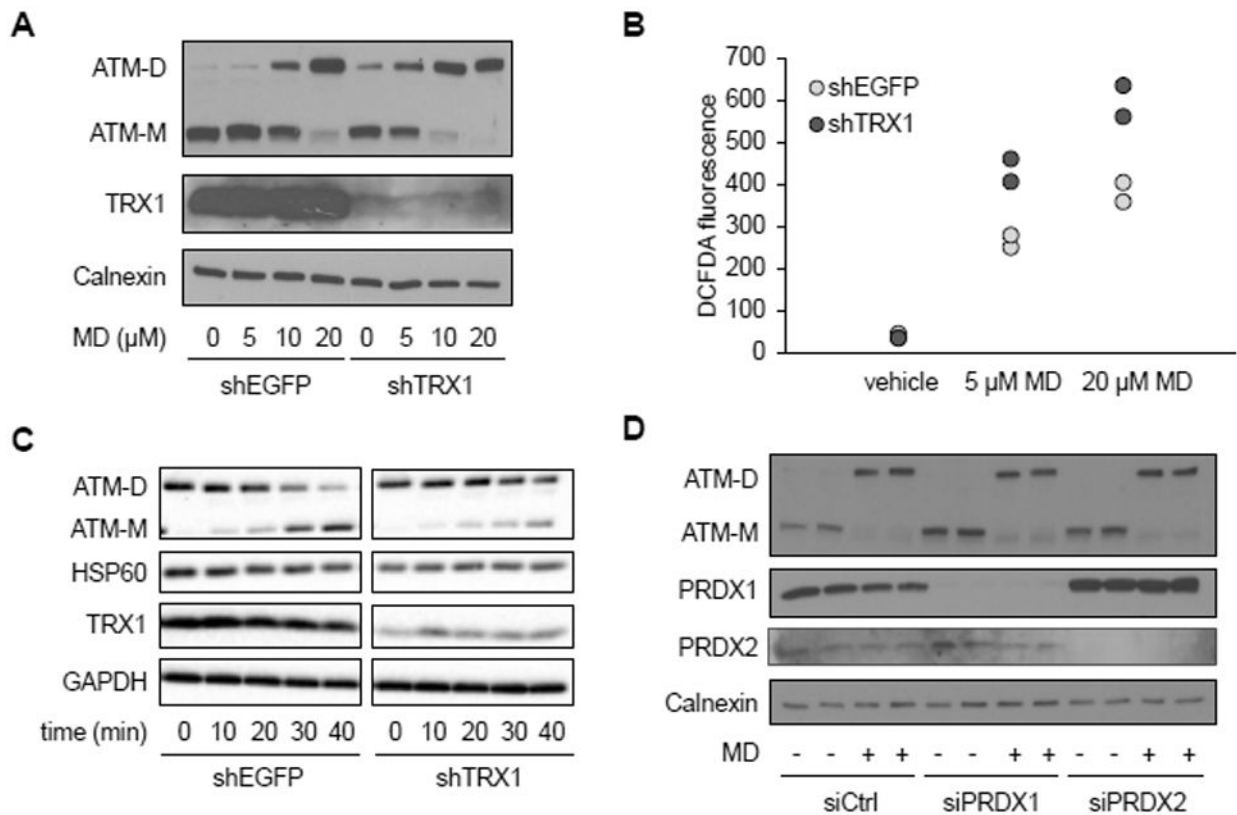 A
ATM-D
ATM-M
TRX1
Calnexin
MD (µM) 0 5 10 20 0 5 10 20
shEGFP shTRX1
B
DCFDA fluorescence
700
600
500
400
300
200
100
0
shEGFP
shTRX1
vehicle 5 µM MD 20 µM MD
C
ATM-D
ATM-M
HSP60
TRX1
GAPDH
time (min) 0 10 20 30 40 0 10 20 30 40
shEGFP shTRX1
D
ATM-D
ATM-M
PRDX1
PRDX2
Calnexin
MD - - + + - - + + - - + +
siCtrl siPRDX1 siPRDX2